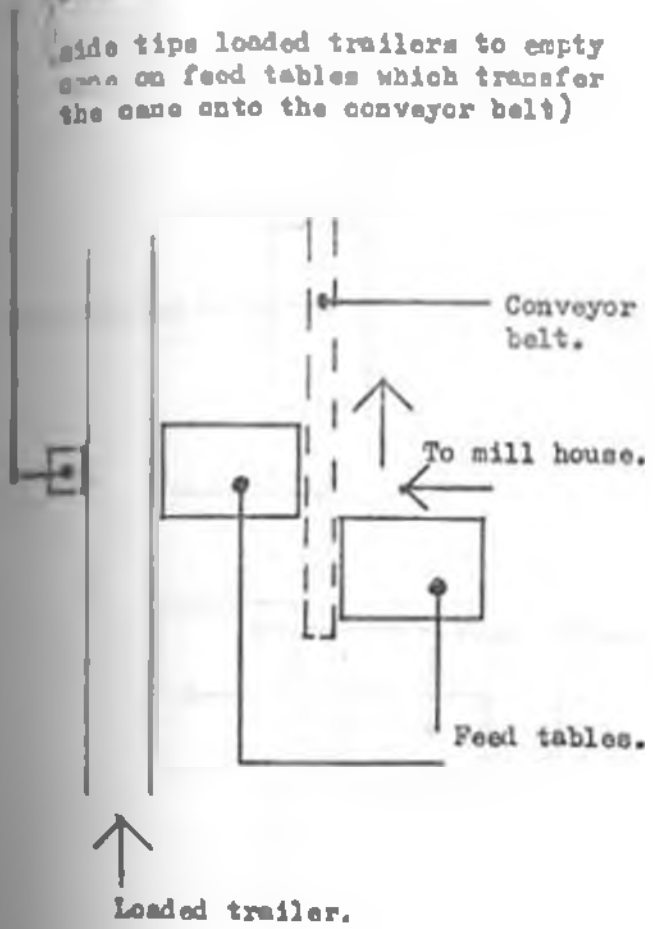 side tips loaded trailers to empty
cane on feed tables which transfer
the cane onto the conveyor belt)
Conveyor
belt.
To mill house.
Feed tables.
Loaded trailer.